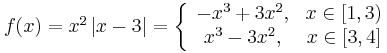 f(x) = x² |x − 3| = { −x³ + 3x², x ∈ [1, 3)
x³ − 3x², x ∈ [3, 4]